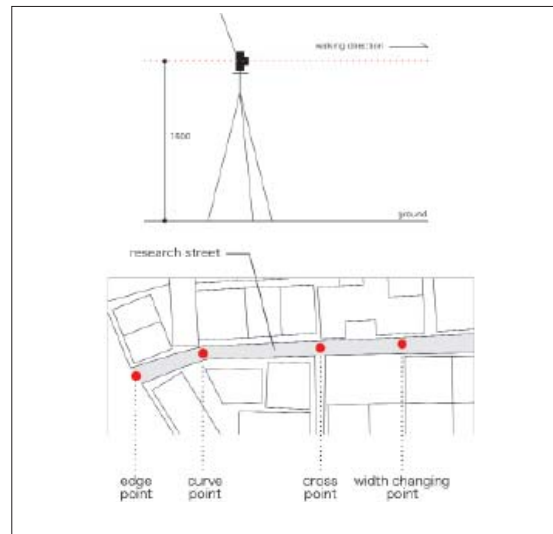 walking direction
1600
ground
research street
edge point
curve point
cross point
width changing point